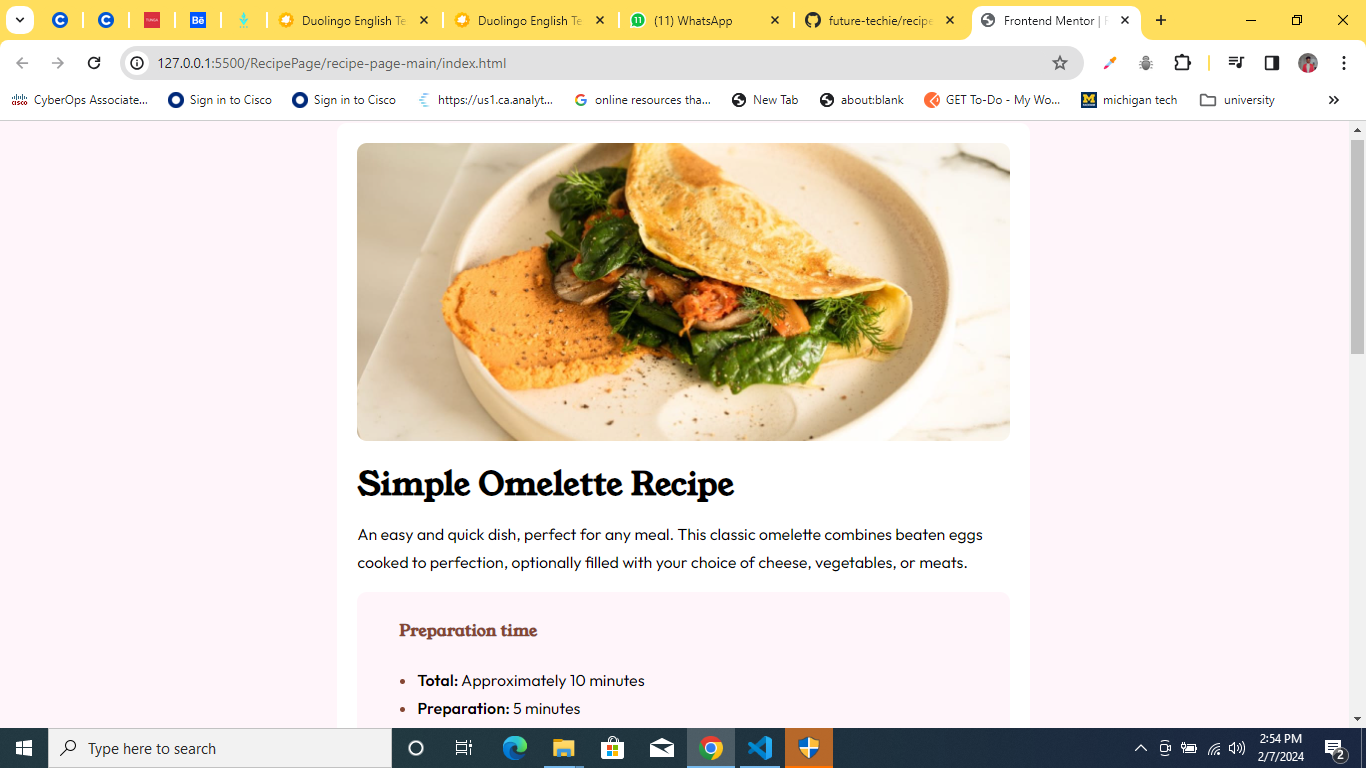 Duolingo English Te
Duolingo English Te
(11) WhatsApp
future-techie/recipe
Frontend Mentor | R
127.0.0.1:5500/RecipePage/recipe-page-main/index.html
CyberOps Associate...
Sign in to Cisco
Sign in to Cisco
https://us1.ca.analyt...
online resources tha...
New Tab
about:blank
GET To-Do - My Wo...
michigan tech
university
Simple Omelette Recipe
An easy and quick dish, perfect for any meal. This classic omelette combines beaten eggs
cooked to perfection, optionally filled with your choice of cheese, vegetables, or meats.
Preparation time
Total: Approximately 10 minutes
Preparation: 5 minutes
Type here to search
2:54 PM
2/7/2024
2